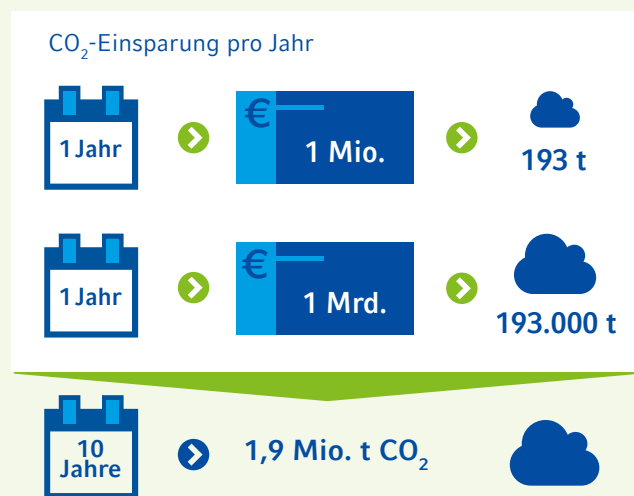 CO₂-Einsparung pro Jahr
1 Jahr
€
1 Mio.
193 t
1 Jahr
€
1 Mrd.
193.000 t
10
Jahre
1,9 Mio. t CO₂